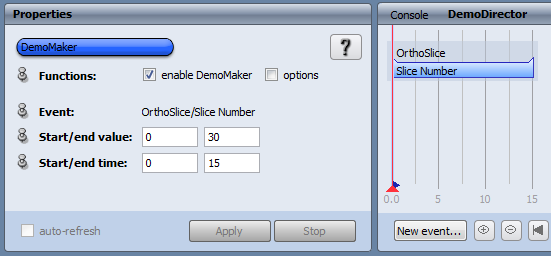 Properties
DemoMaker
?
Functions: enable DemoMaker options
Event: OrthoSlice/Slice Number
Start/end value: 0 30
Start/end time: 0 15
auto-refresh Apply Stop
Console DemoDirector
OrthoSlice
Slice Number
0.0 5 10 15
New event...